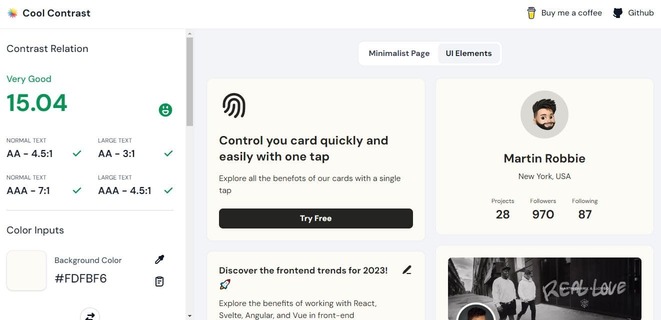 Cool Contrast
Buy me a coffee
Github
Contrast Relation
Very Good
15.04
NORMAL TEXT
AA - 4.5:1
LARGE TEXT
AA - 3:1
NORMAL TEXT
AAA - 7:1
LARGE TEXT
AAA - 4.5:1
Color Inputs
Background Color
#FDFBF6
Minimalist Page
UI Elements
Control you card quickly and
easily with one tap
Explore all the benefots of our cards with a single
tap
Try Free
Discover the frontend trends for 2023!
🚀
Explore the benefits of working with React,
Svelte, Angular, and Vue in front-end
Martin Robbie
New York, USA
Projects
28
Followers
970
Following
87
REAL LOVE